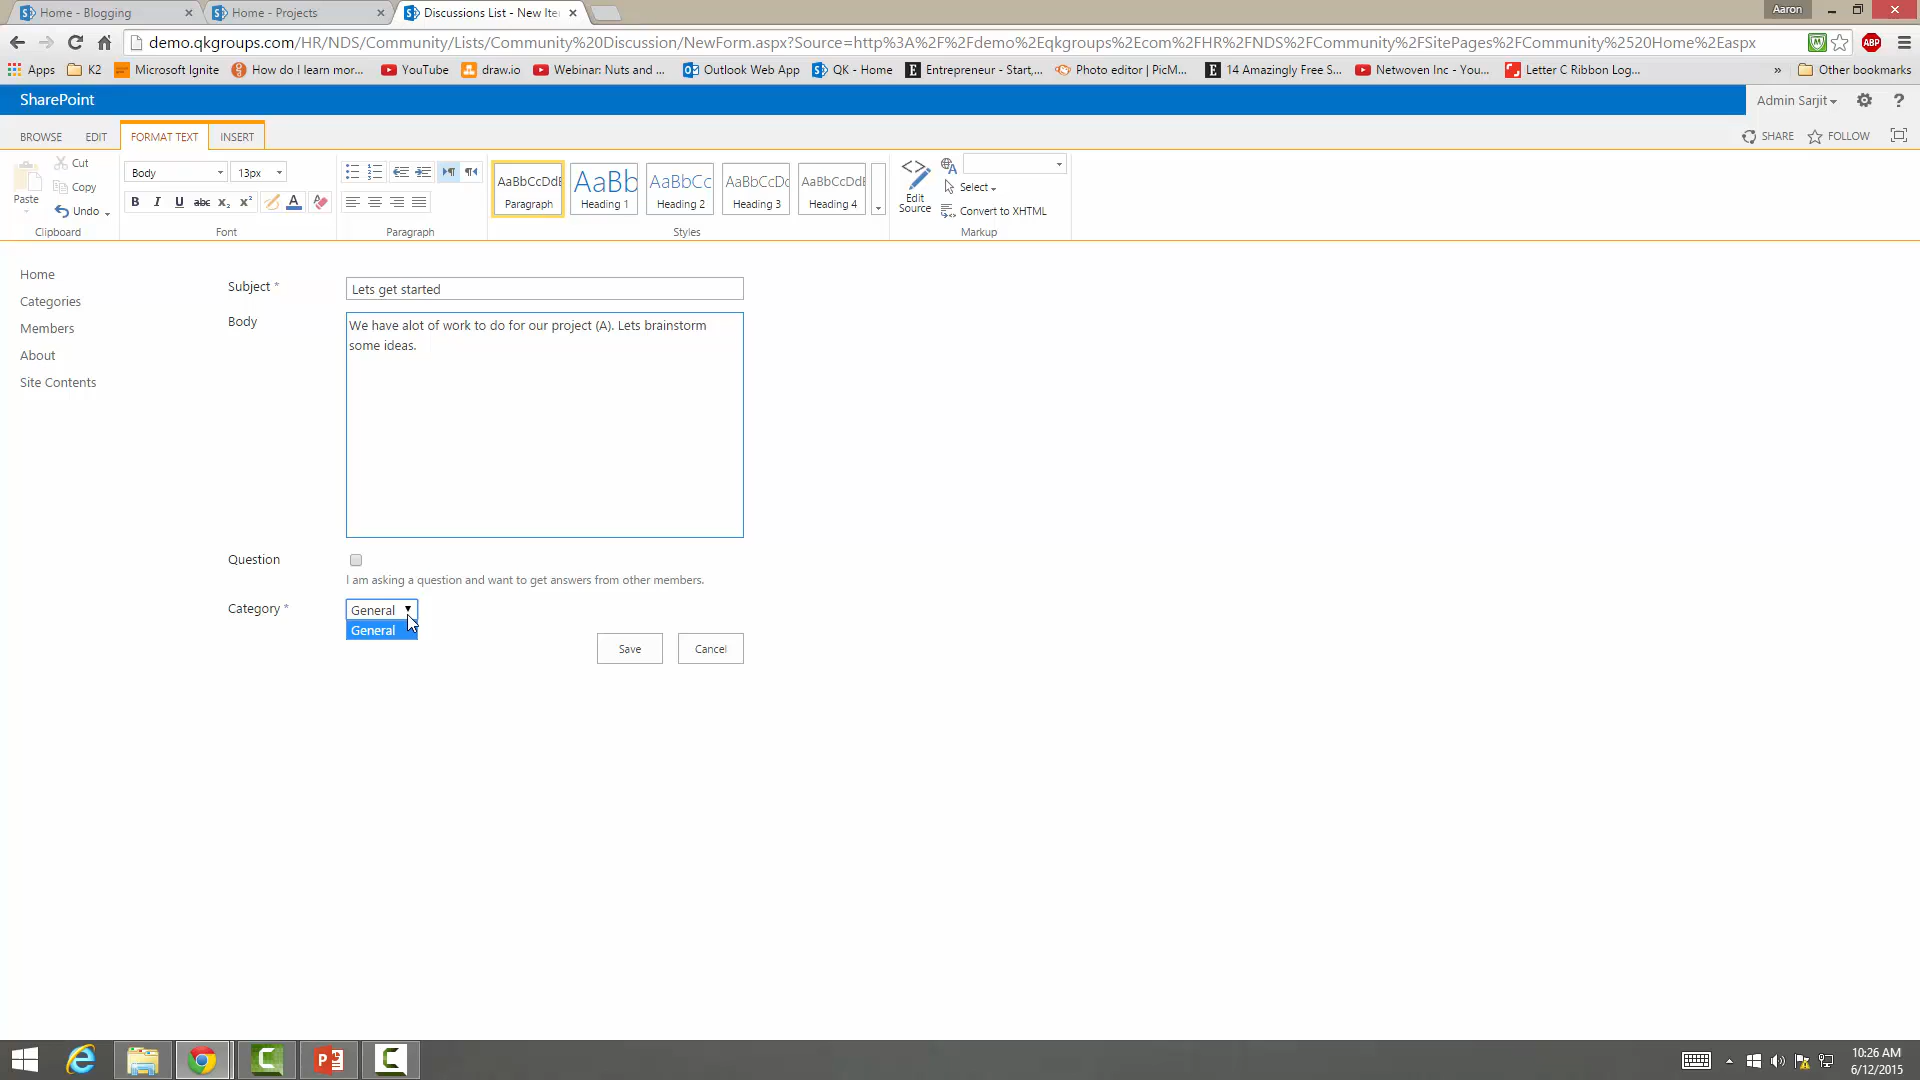 Home - Blogging
Home - Projects
Discussions List - New Ite
Aaron
demo.qkgroups.com/HR/NDS/Community/Lists/Community%20Discussion/NewForm.aspx?Source=http%3A%2F%2Fdemo%2Eqkgroups%2Ecom%2FHR%2FNDS%2FCommunity%2FSitePages%2FCommunity%2520Home%2Easpx
ABP
Apps
K2
Microsoft Ignite
How do I learn mor...
YouTube
draw.io
Webinar: Nuts and ...
Outlook Web App
QK - Home
Entrepreneur - Start,...
Photo editor | PicM...
14 Amazingly Free S...
Netwoven Inc - You...
Letter C Ribbon Log...
»
Other bookmarks
SharePoint
Admin Sarjit
?
BROWSE
EDIT
FORMAT TEXT
INSERT
SHARE
FOLLOW
Paste
Cut
Copy
Undo
Clipboard
Body
13px
B I U abc x₂ x²
A
Font
Paragraph
AaBbCcDdE
Paragraph
AaBb
Heading 1
AaBbCc
Heading 2
AaBbCcDc
Heading 3
AaBbCcDdE
Heading 4
Styles
Edit
Source
Select
Convert to XHTML
Markup
Home
Categories
Members
About
Site Contents
Subject *
Lets get started
Body
We have alot of work to do for our project (A). Lets brainstorm
some ideas.
Question
I am asking a question and want to get answers from other members.
Category *
General
General
Save
Cancel
10:26 AM
6/12/2015